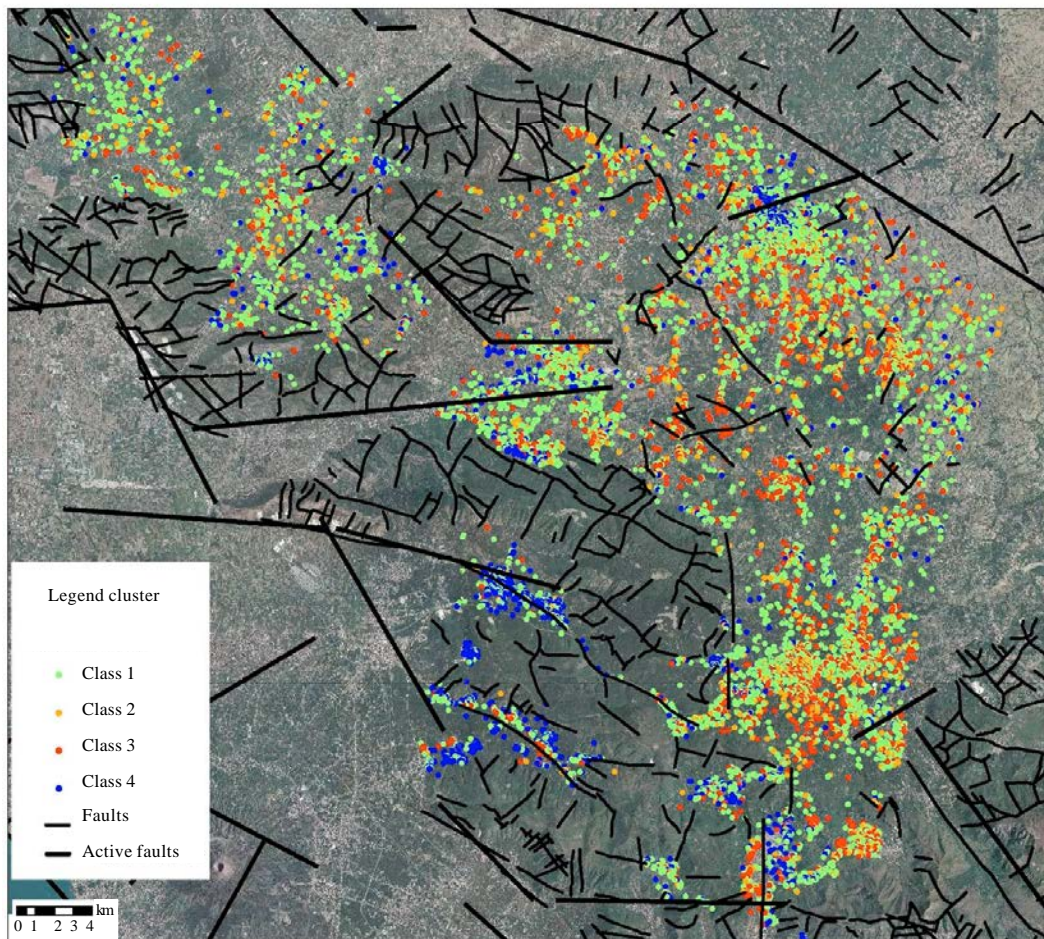 Legend cluster
Class 1
Class 2
Class 3
Class 4
Faults
Active faults
km
0 1 2 3 4